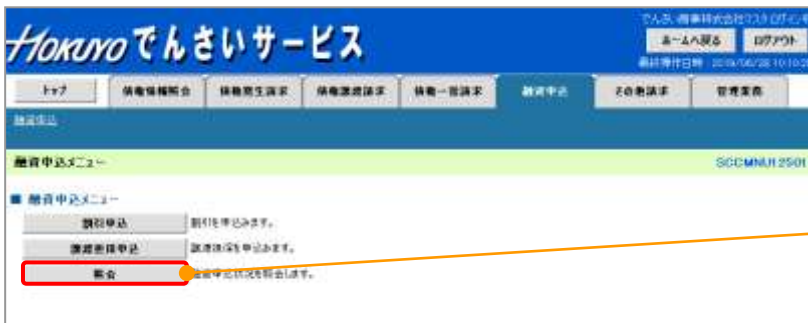 HOKUYOでんさいサービス
ホームへ戻る ログアウト
トップ 債権情報照会 債権発生請求 債権譲渡請求 債権一括請求 融資申込 その他請求 管理業務
融資申込
融資申込メニュー SCCMNU12501
■ 融資申込メニュー
割引申込 割引を申込みます。
譲渡担保申込 譲渡担保を申込みます。
照会 融資申込状況を照会します。